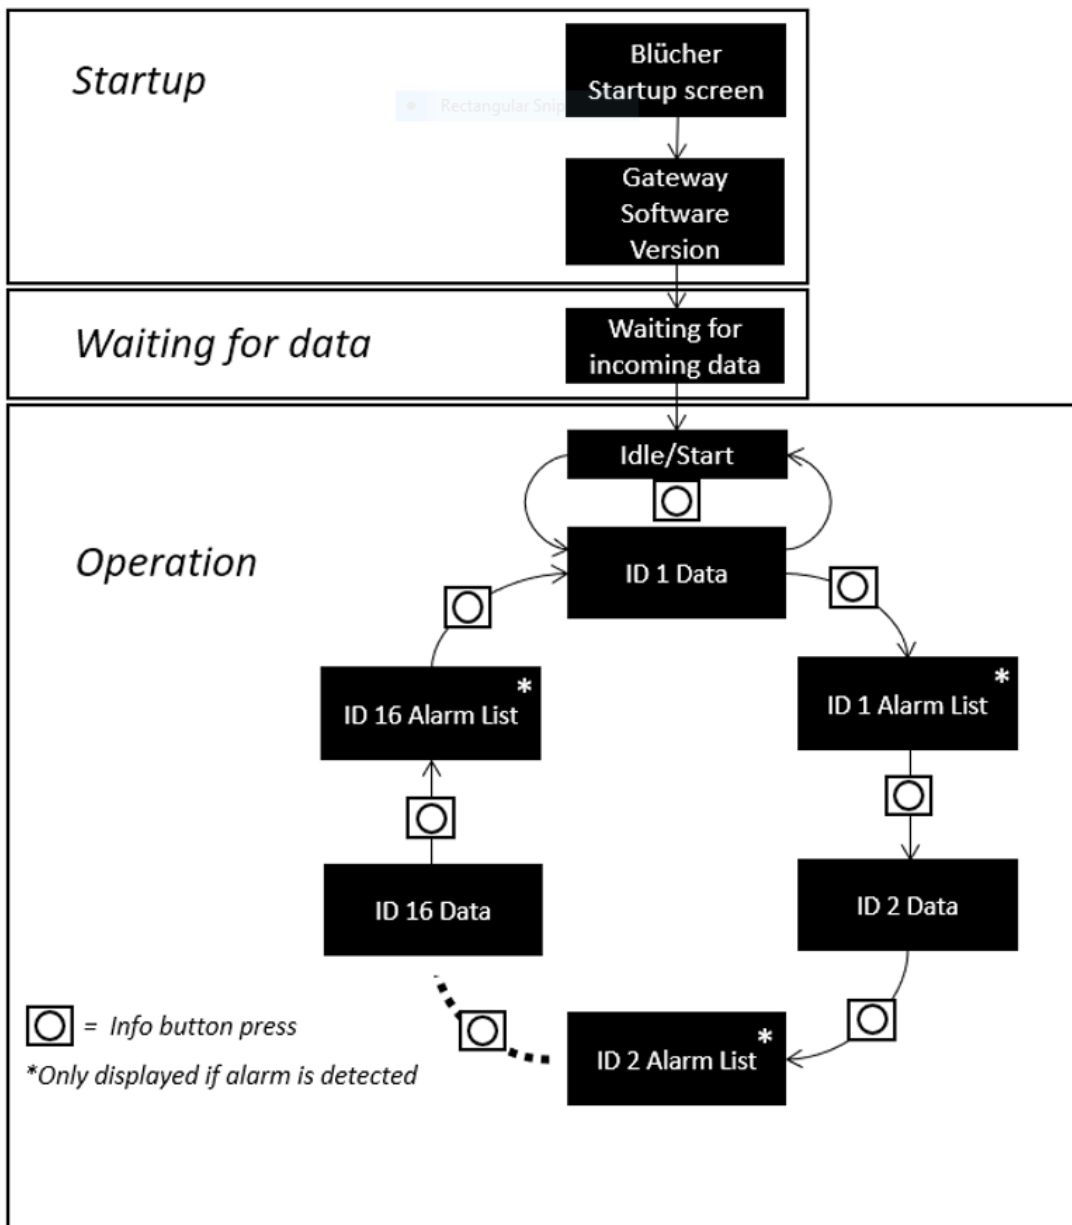 Startup
Blücher
Startup screen
Rectangular Snip
Gateway
Software
Version
Waiting for data
Waiting for
incoming data
Operation
Idle/Start
ID 1 Data
ID 16 Alarm List
*
ID 1 Alarm List
*
ID 16 Data
ID 2 Data
ID 2 Alarm List
*
= Info button press
*Only displayed if alarm is detected